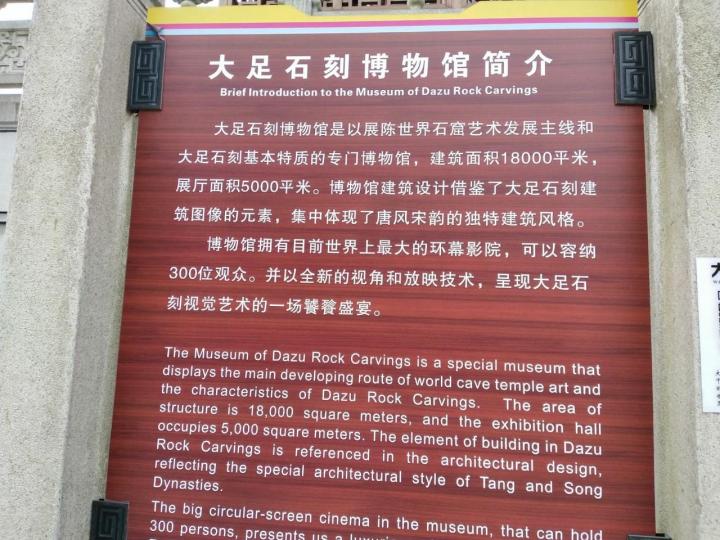 大足石刻博物馆简介
Brief Introduction to the Museum of Dazu Rock Carvings
大足石刻博物馆是以展陈世界石窟艺术发展主线和
大足石刻基本特质的专门博物馆，建筑面积18000平米，
展厅面积5000平米。博物馆建筑设计借鉴了大足石刻建
筑图像的元素，集中体现了唐风宋韵的独特建筑风格。
博物馆拥有目前世界上最大的环幕影院，可以容纳
300位观众。并以全新的视角和放映技术，呈现大足石
刻视觉艺术的一场饕餮盛宴。
The Museum of Dazu Rock Carvings is a special museum that
displays the main developing route of world cave temple art and
the characteristics of Dazu Rock Carvings. The area of
structure is 18,000 square meters, and the exhibition hall
occupies 5,000 square meters. The element of building in Dazu
Rock Carvings is referenced in the architectural design,
reflecting the special architectural style of Tang and Song
Dynasties.
The big circular-screen cinema in the museum, that can hold
300 persons, presents us a